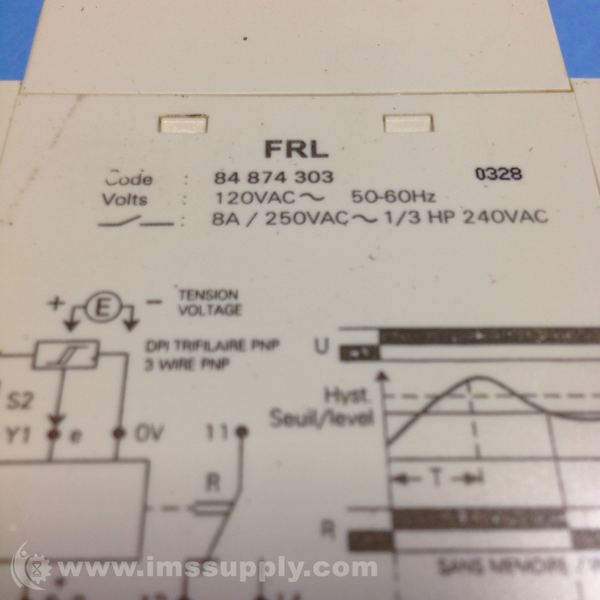 FRL
Code : 84 874 303 0328
Volts : 120VAC~ 50-60Hz
: 8A / 250VAC~ 1/3 HP 240VAC
+ E - TENSION
VOLTAGE
DPI TRIFILAIRE PNP
3 WIRE PNP
U
Hyst.
Seuil/level
S2
Y1 e 0V 11
T
R
R
SANS MEMOIRE /
www.imssupply.com